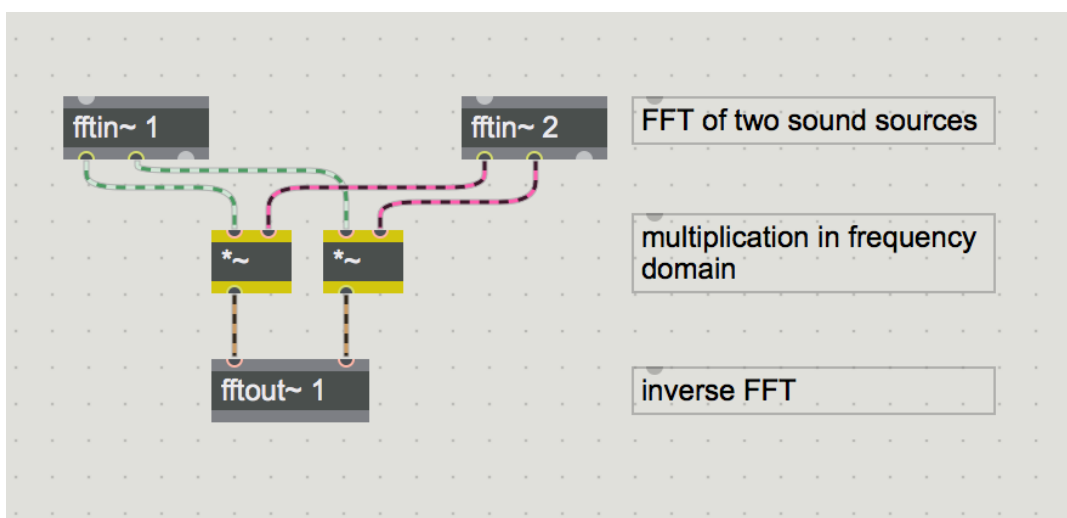 fftin~ 1
fftin~ 2
FFT of two sound sources
*~
*~
multiplication in frequency
domain
fftout~ 1
inverse FFT